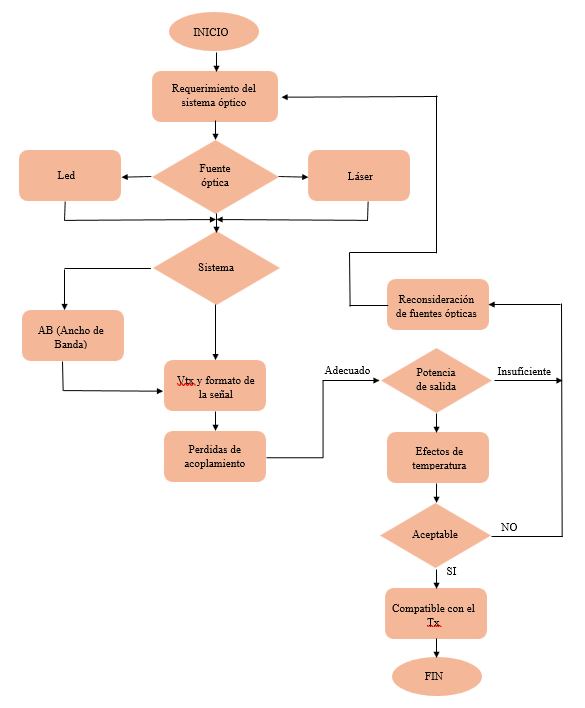 INICIO
Requerimiento del
sistema óptico
Fuente
óptica
Led
Láser
Sistema
AB (Ancho de
Banda)
Vtx y formato de
la señal
Perdidas de
acoplamiento
Adecuado
Potencia
de salida
Insuficiente
Reconsideración
de fuentes ópticas
Efectos de
temperatura
Aceptable
NO
SI
Compatible con el
Tx
FIN